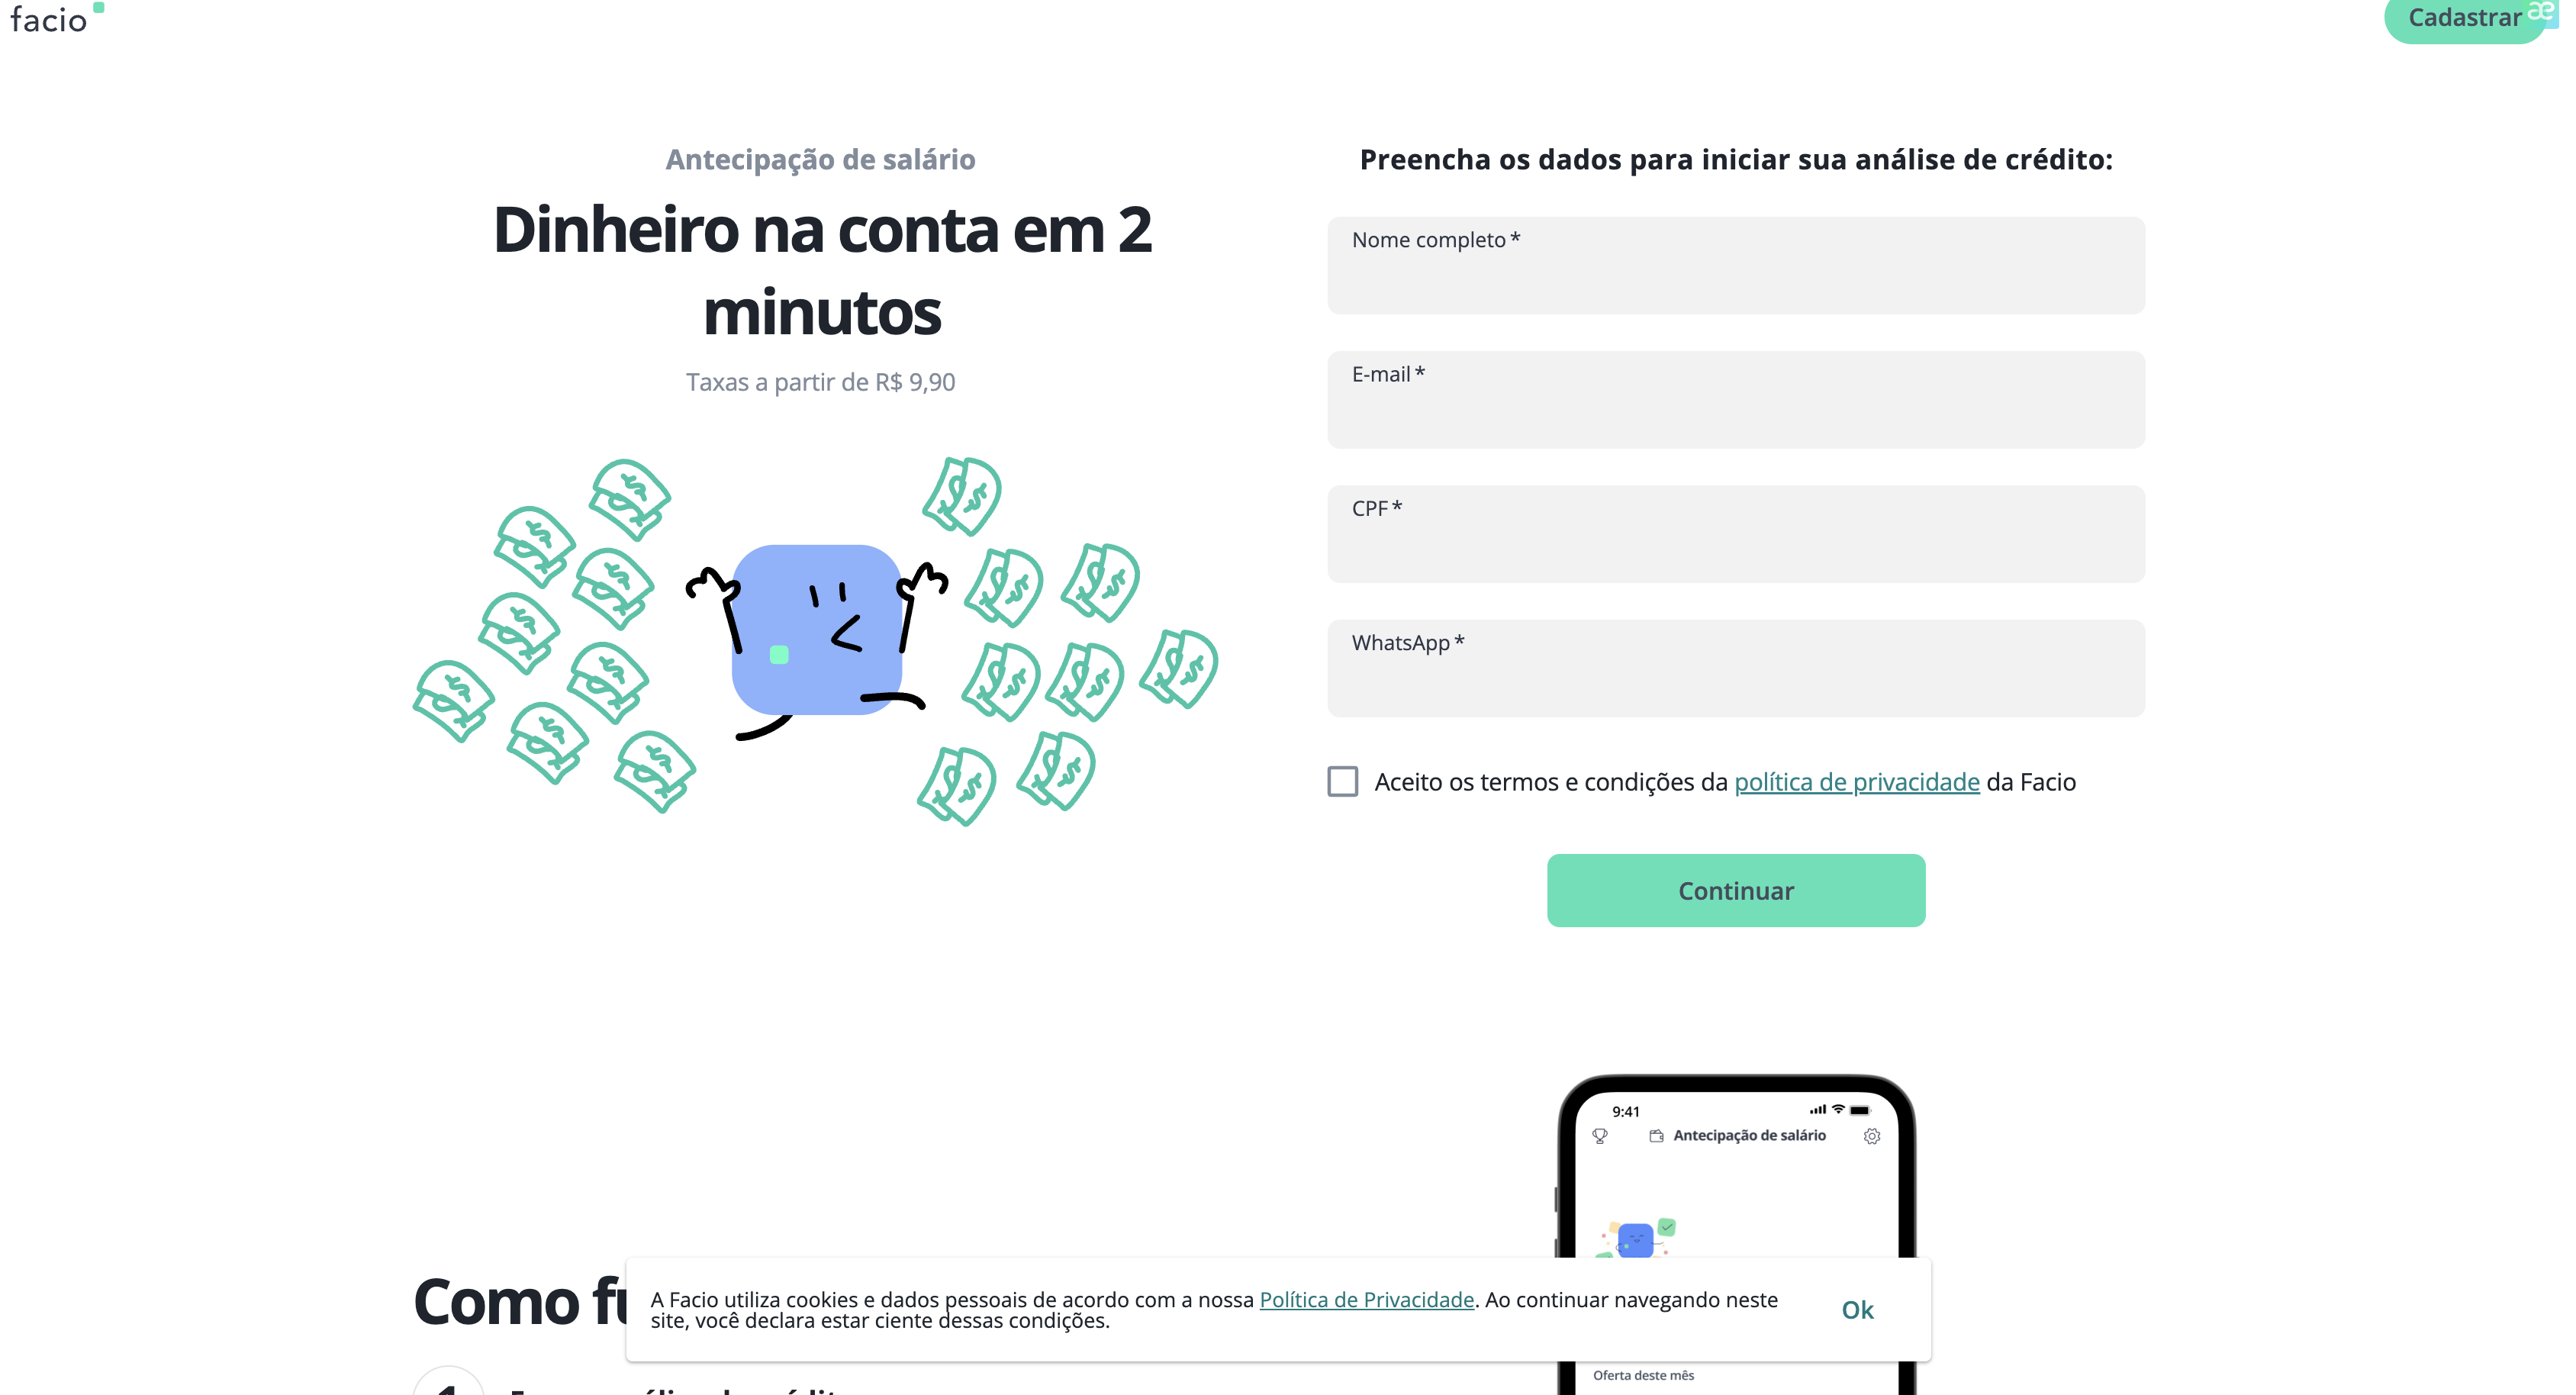 facio
Cadastrar
æ
Antecipação de salário
Dinheiro na conta em 2
minutos
Taxas a partir de R$ 9,90
Preencha os dados para iniciar sua análise de crédito:
Nome completo *
E-mail *
CPF *
WhatsApp *
Aceito os termos e condições da política de privacidade da Facio
Continuar
9:41
Antecipação de salário
Como fu
A Facio utiliza cookies e dados pessoais de acordo com a nossa Política de Privacidade. Ao continuar navegando neste
site, você declara estar ciente dessas condições.
Ok
Oferta deste mês
1